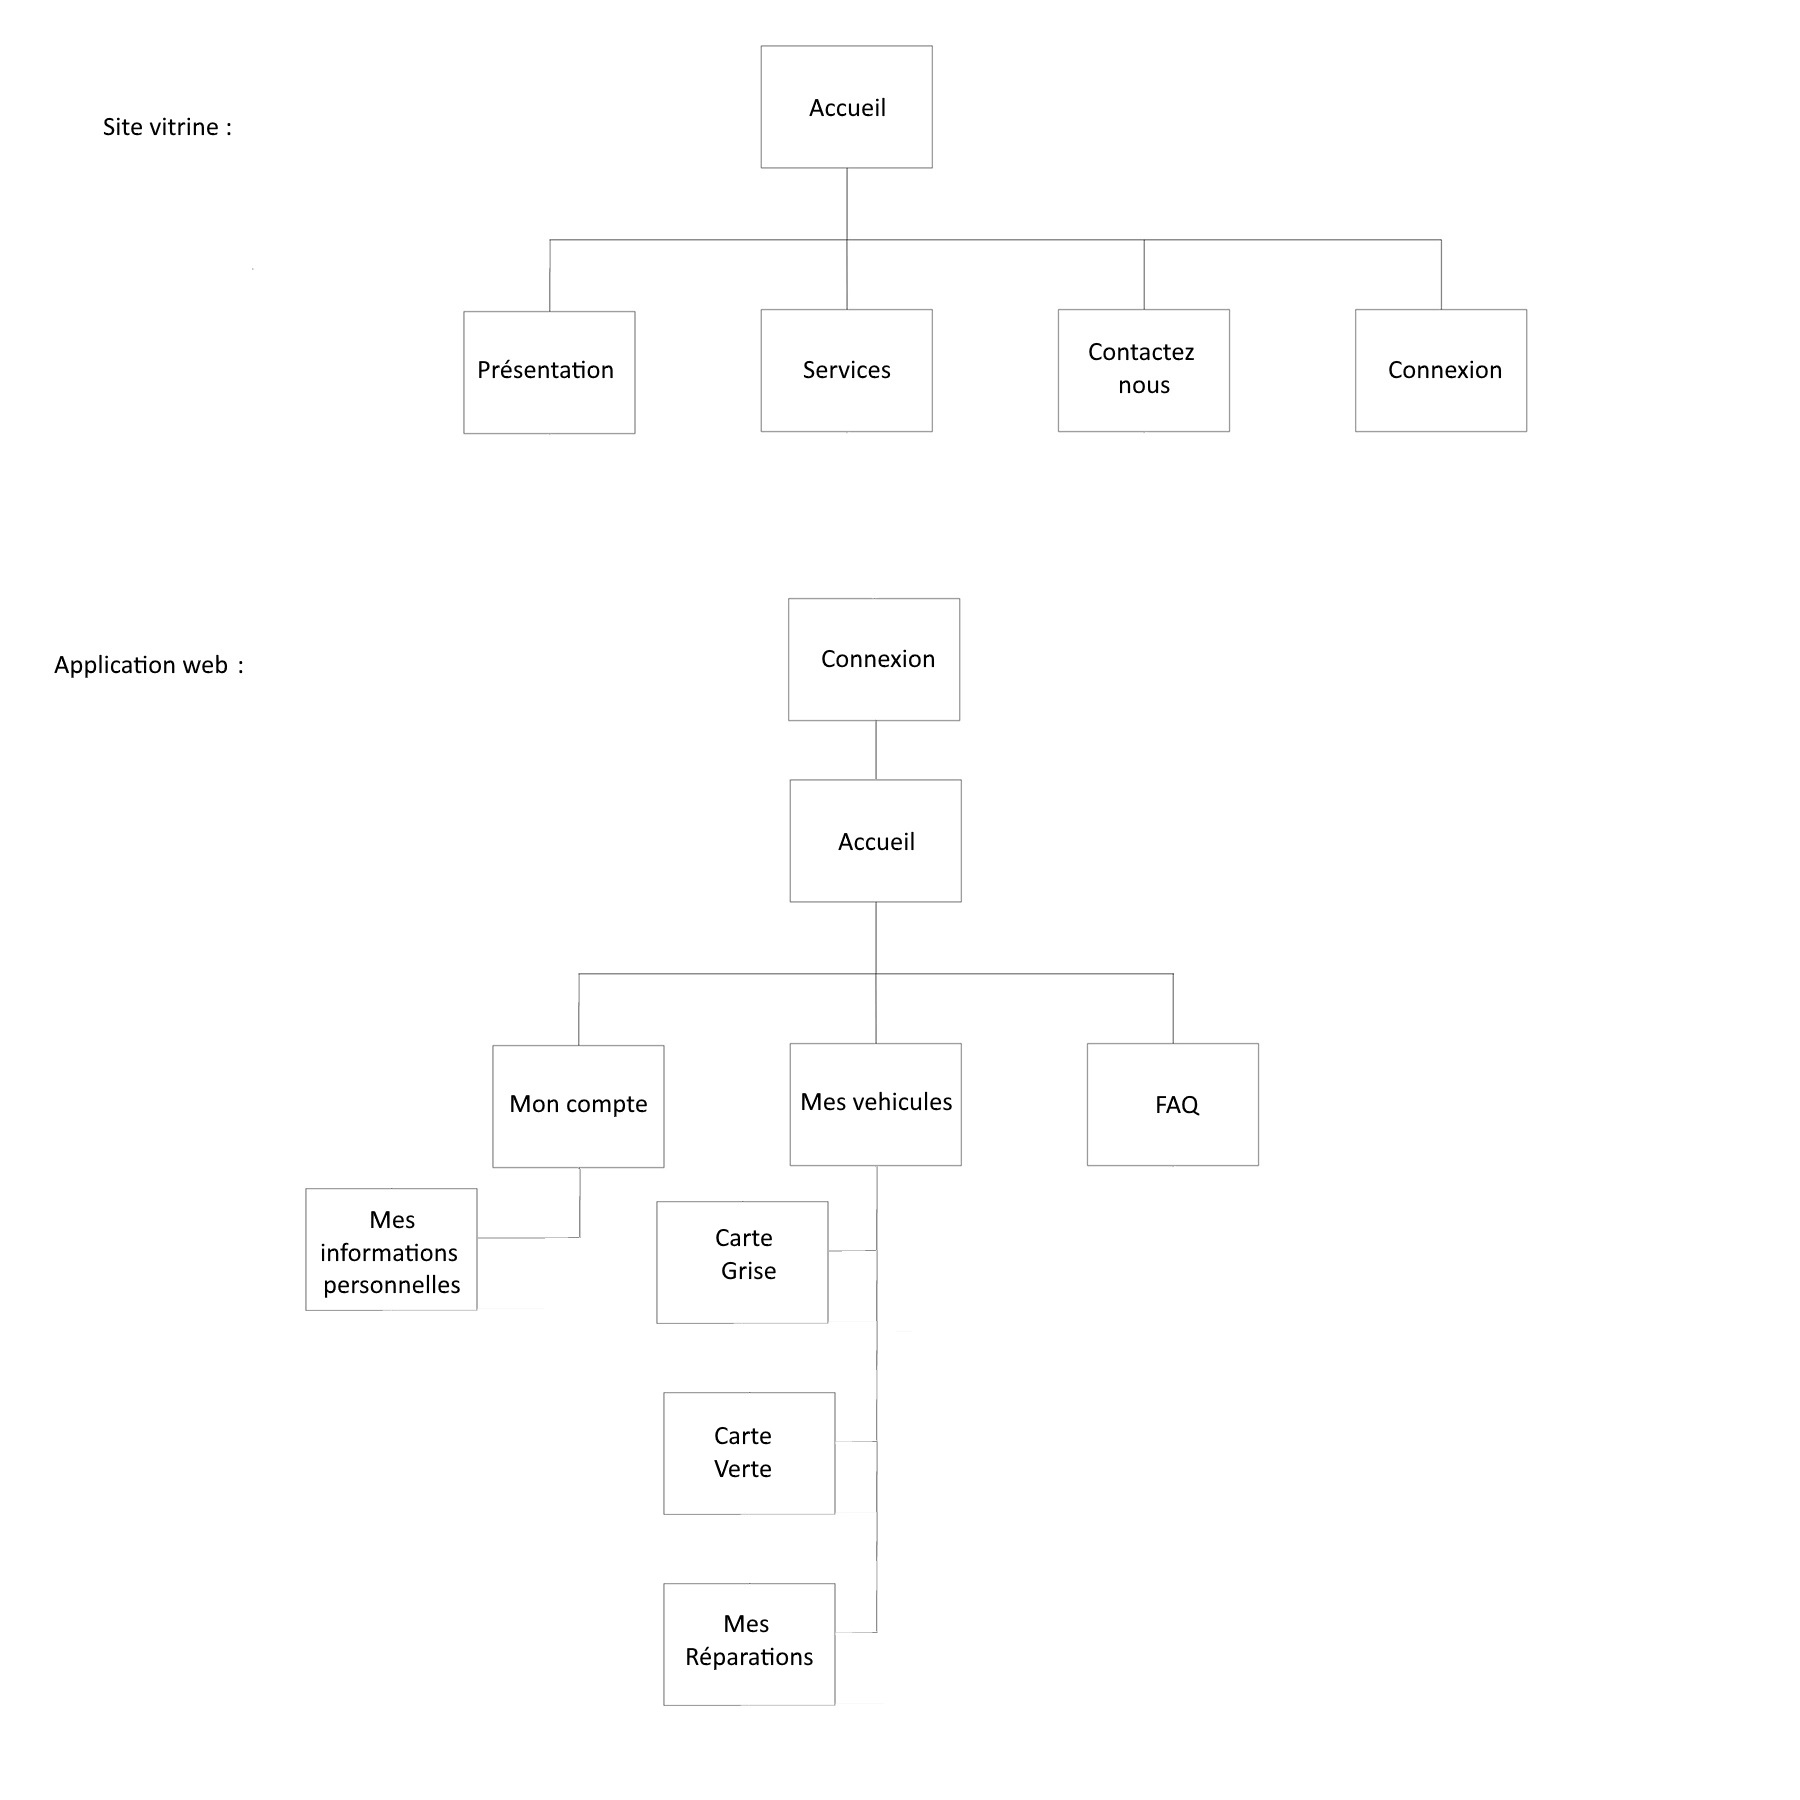 Accueil
Site vitrine :
Présentation
Services
Contactez
nous
Connexion
Connexion
Application web :
Accueil
Mon compte
Mes vehicules
FAQ
Mes
informations
personnelles
Carte
Grise
Carte
Verte
Mes
Réparations